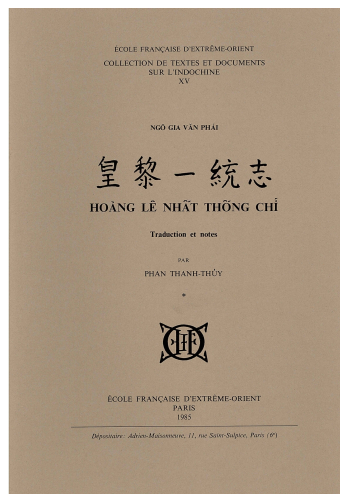 ÉCOLE FRANÇAISE D'EXTRÊME-ORIENT
COLLECTION DE TEXTES ET DOCUMENTS
SUR L'INDOCHINE
XV
NGÔ GIA VĂN PHÁI
皇黎一統志
HOÀNG LÊ NHẤT THỐNG CHÍ
Traduction et notes
PAR
PHAN THANH-THỦY
*
ÉCOLE FRANÇAISE D'EXTRÊME-ORIENT
PARIS
1985
Dépositaire : Adrien-Maisonneuve, 11, rue Saint-Sulpice, Paris (6ᵉ)